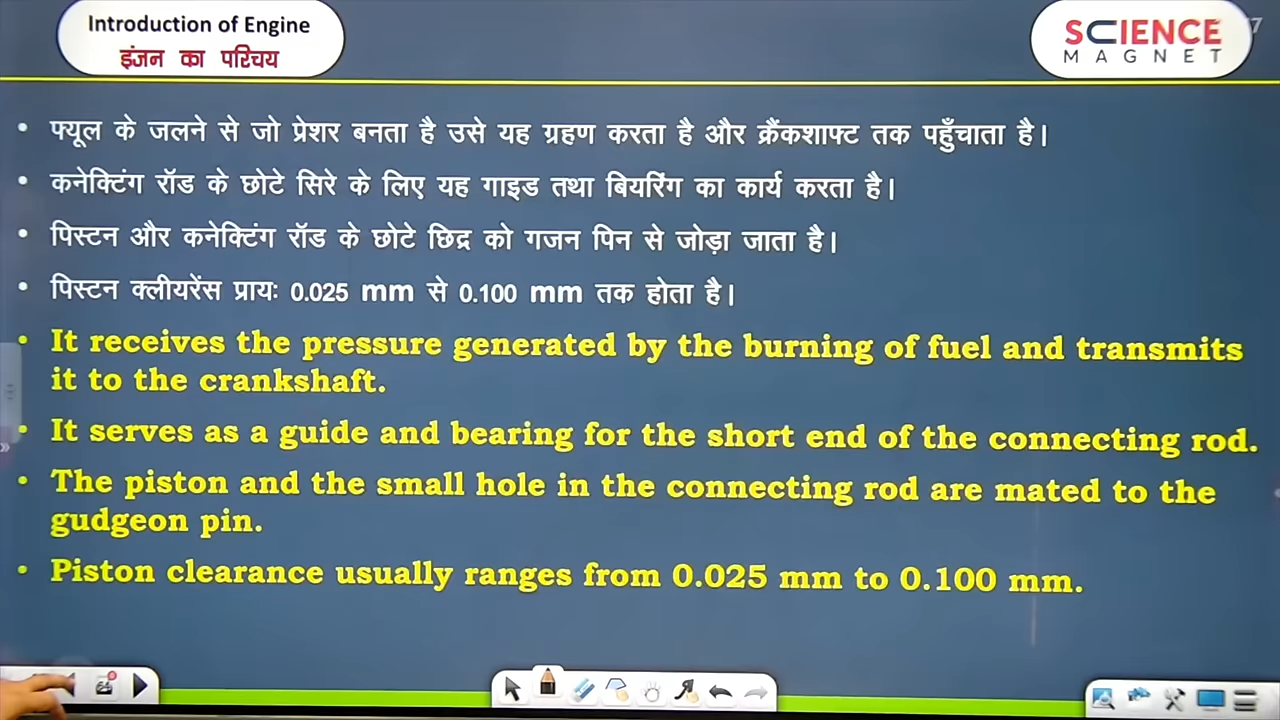 Introduction of Engine
इंजन का परिचय
SCIENCE
MAGNET
• फ्यूल के जलने से जो प्रेशर बनता है उसे यह ग्रहण करता है और क्रैंकशाफ्ट तक पहुँचाता है।
• कनेक्टिंग रॉड के छोटे सिरे के लिए यह गाइड तथा बियरिंग का कार्य करता है।
• पिस्टन और कनेक्टिंग रॉड के छोटे छिद्र को गजन पिन से जोड़ा जाता है।
• पिस्टन क्लीयरेंस प्रायः 0.025 mm से 0.100 mm तक होता है।
• It receives the pressure generated by the burning of fuel and transmits
it to the crankshaft.
• It serves as a guide and bearing for the short end of the connecting rod.
• The piston and the small hole in the connecting rod are mated to the
gudgeon pin.
• Piston clearance usually ranges from 0.025 mm to 0.100 mm.